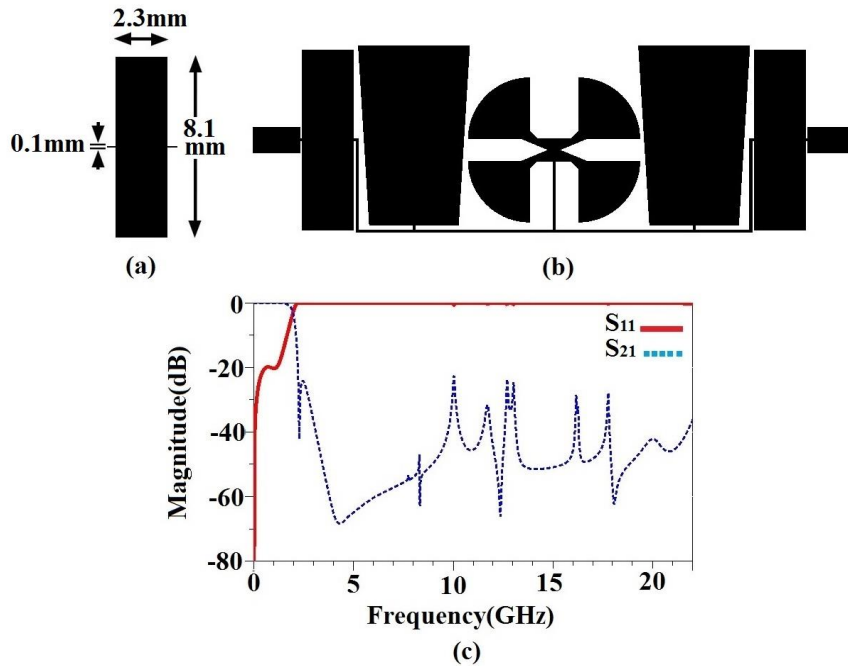 2.3mm
0.1mm
8.1
mm
(a)
(b)
S11
S21
Magnitude(dB)
0
-20
-40
-60
-80
0
5
10
15
20
Frequency(GHz)
(c)